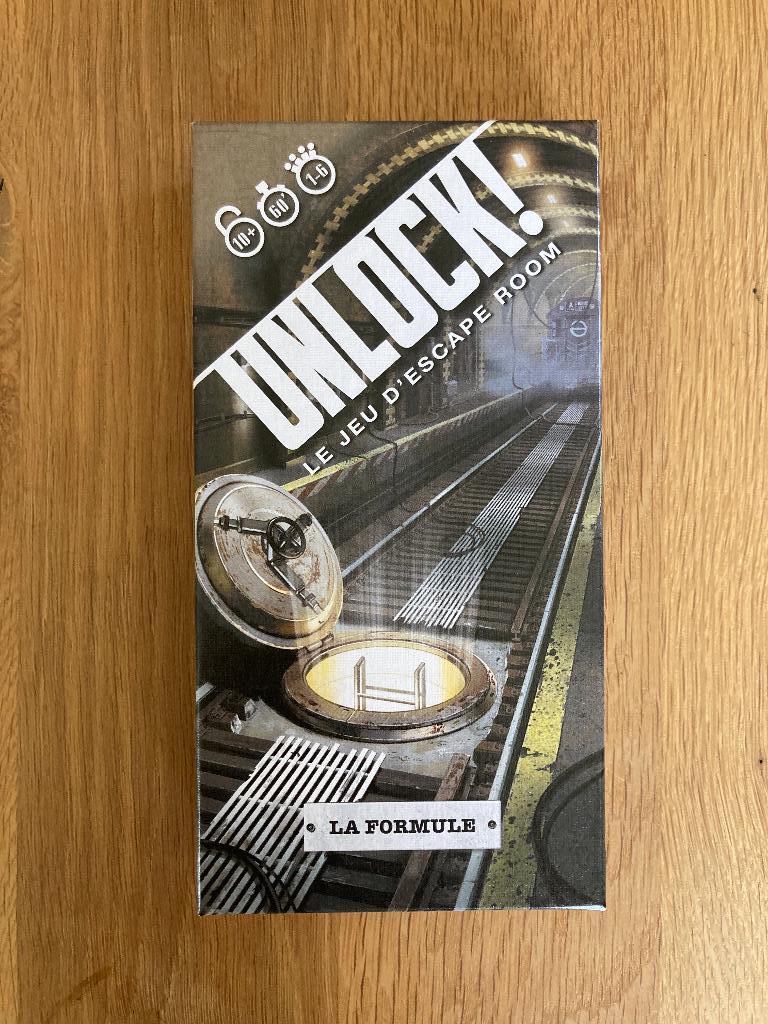 10+
60'
1-6
UNLOCK!
LE JEU D'ESCAPE ROOM
LA FORMULE